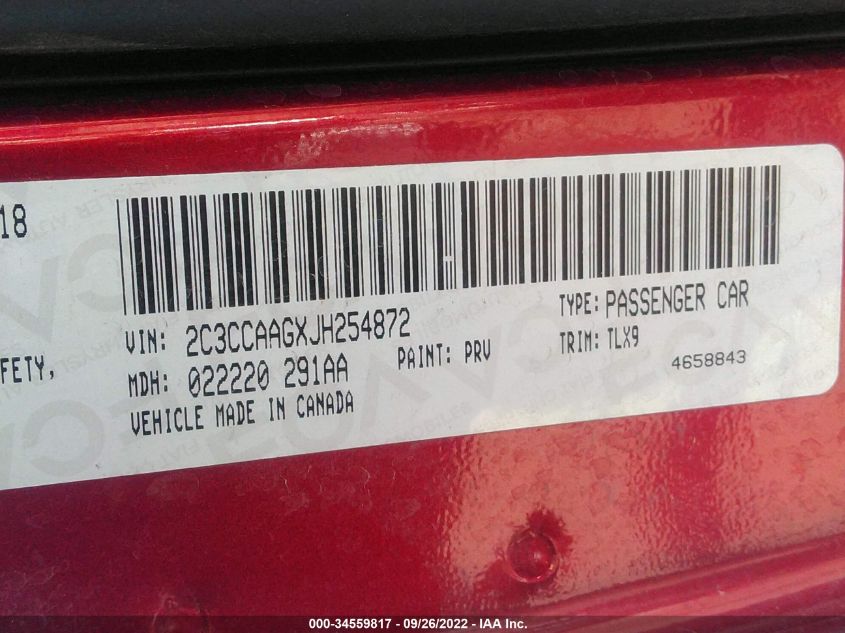 18
VIN: 2C3CCAAGXJH254872
TYPE: PASSENGER CAR
FETY,
MDH: 022220 291AA
PAINT: PRV
TRIM: TLX9
4658843
VEHICLE MADE IN CANADA
000-34559817 - 09/26/2022 - IAA Inc.